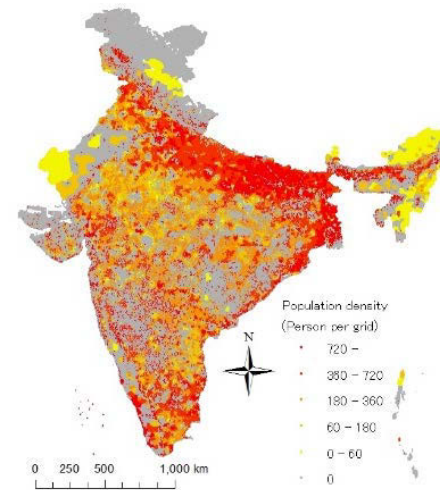 Population density
(Person per grid)
720 -
360 - 720
180 - 360
60 - 180
0 - 60
0
N
0 250 500 1,000 km